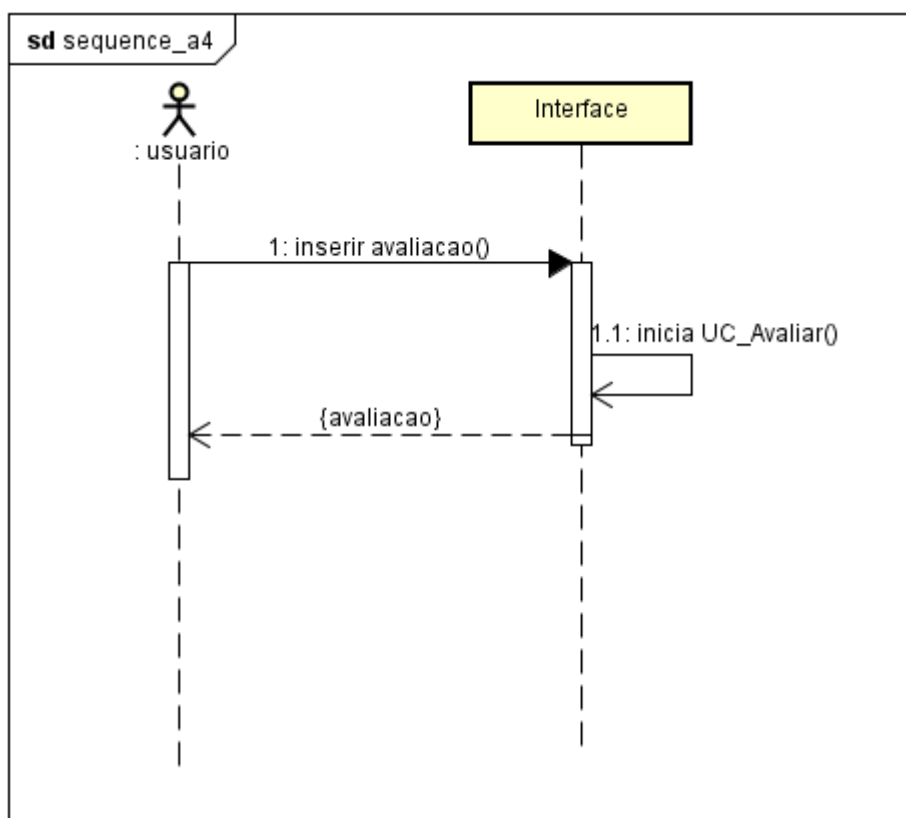 sd sequence_a4
: usuario
Interface
1: inserir avaliacao()
1.1: inicia UC_Avaliar()
{avaliacao}